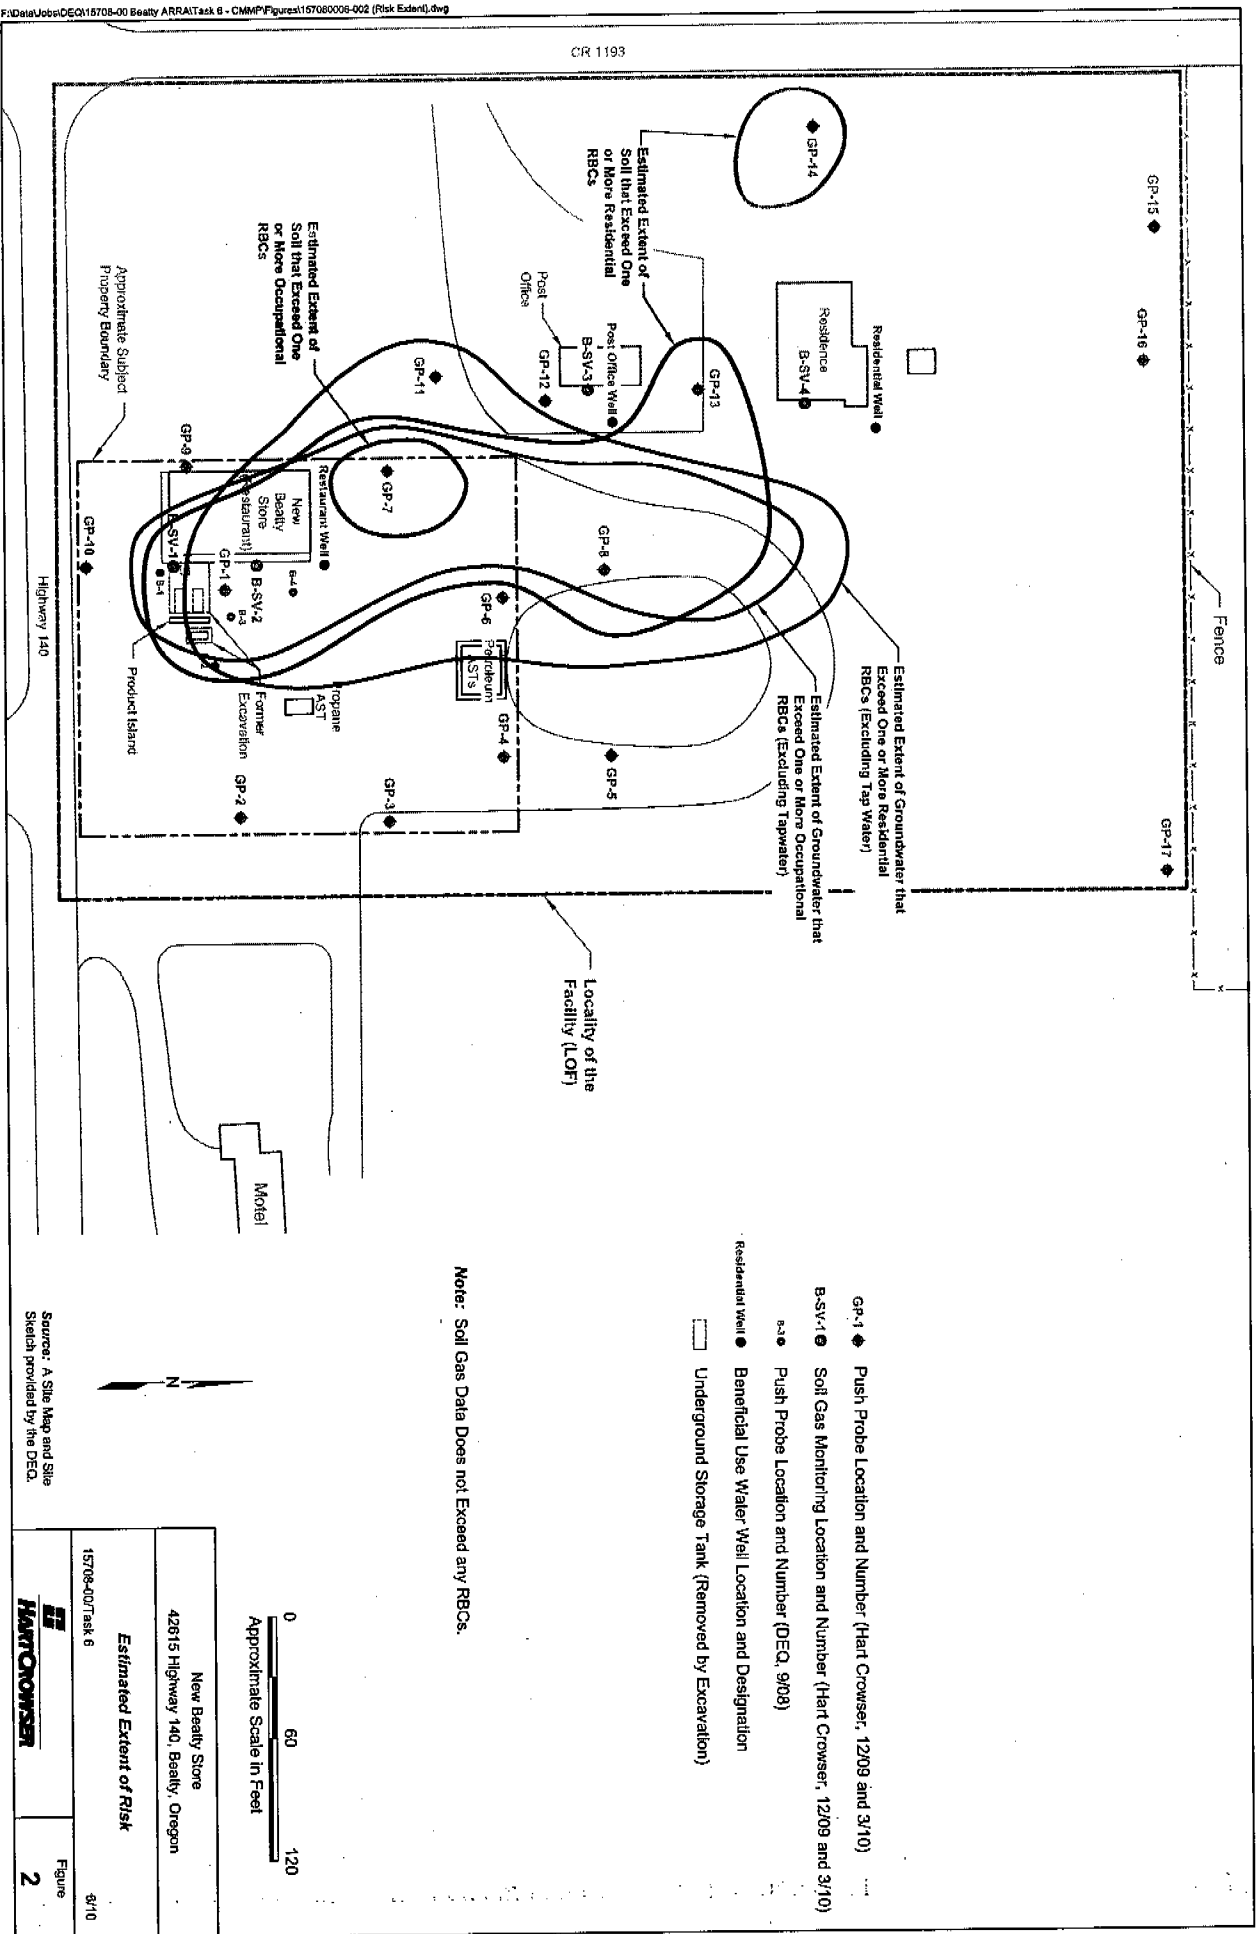 F:\Data\Jobs\DEQ\15708-00 Beatty ARRA\Task 6 - CMMP\Figures\157080006-002 (Risk Extent).dwg
CR 1193
Fence
GP-15
GP-16
GP-17
GP-14
Residential Well
Residence
B-SV-4
GP-13
Estimated Extent of
Soil that Exceed One
or More Residential
RBCs
Post
Office
Post Office Well
B-SV-3
GP-12
GP-11
Estimated Extent of
Soil that Exceed One
or More Occupational
RBCs
Approximate Subject
Property Boundary
GP-9
GP-10
GP-7
Restaurant Well
New
Beatty
Store
(Restaurant)
B-SV-1
GP-1
B-SV-2
B-4
B-3
B-1
GP-8
GP-6
Petroleum
ASTs
GP-4
GP-5
GP-3
GP-2
Propane
AST
Former
Excavation
Product Island
Highway 140
Estimated Extent of Groundwater that
Exceed One or More Residential
RBCs (Excluding Tap Water)
Estimated Extent of Groundwater that
Exceed One or More Occupational
RBCs (Excluding Tapwater)
Locality of the
Facility (LOF)
Motel
GP-1 Push Probe Location and Number (Hart Crowser, 12/09 and 3/10)
B-SV-1 Soil Gas Monitoring Location and Number (Hart Crowser, 12/09 and 3/10)
B-3 Push Probe Location and Number (DEQ, 9/08)
Residential Well Beneficial Use Water Well Location and Designation
Underground Storage Tank (Removed by Excavation)
Note: Soil Gas Data Does not Exceed any RBCs.
N
0 60 120
Approximate Scale in Feet
Source: A Site Map and Site
Sketch provided by the DEQ.
New Beatty Store
42615 Highway 140, Beatty, Oregon
Estimated Extent of Risk
15708-00/Task 6 6/10
HARTCROWSER
Figure
2